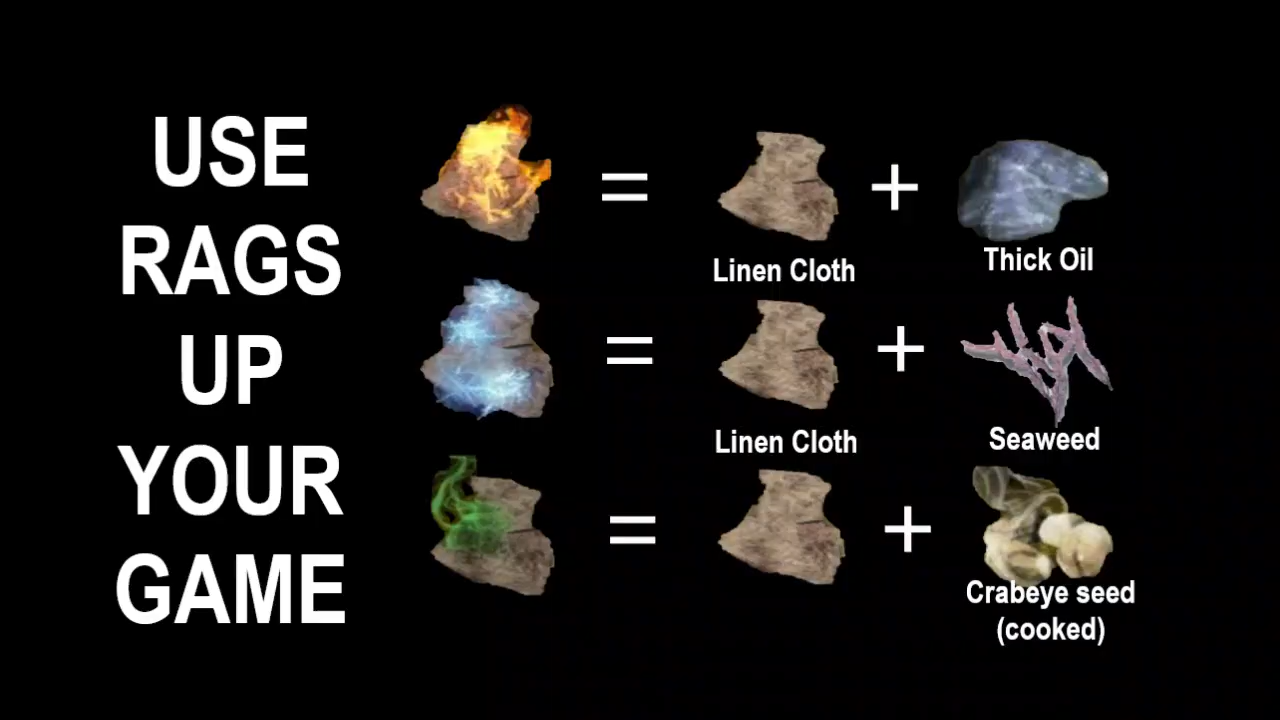 USE
RAGS
UP
YOUR
GAME
=
+
Linen Cloth
Thick Oil
=
+
Linen Cloth
Seaweed
=
+
Crabeye seed
(cooked)